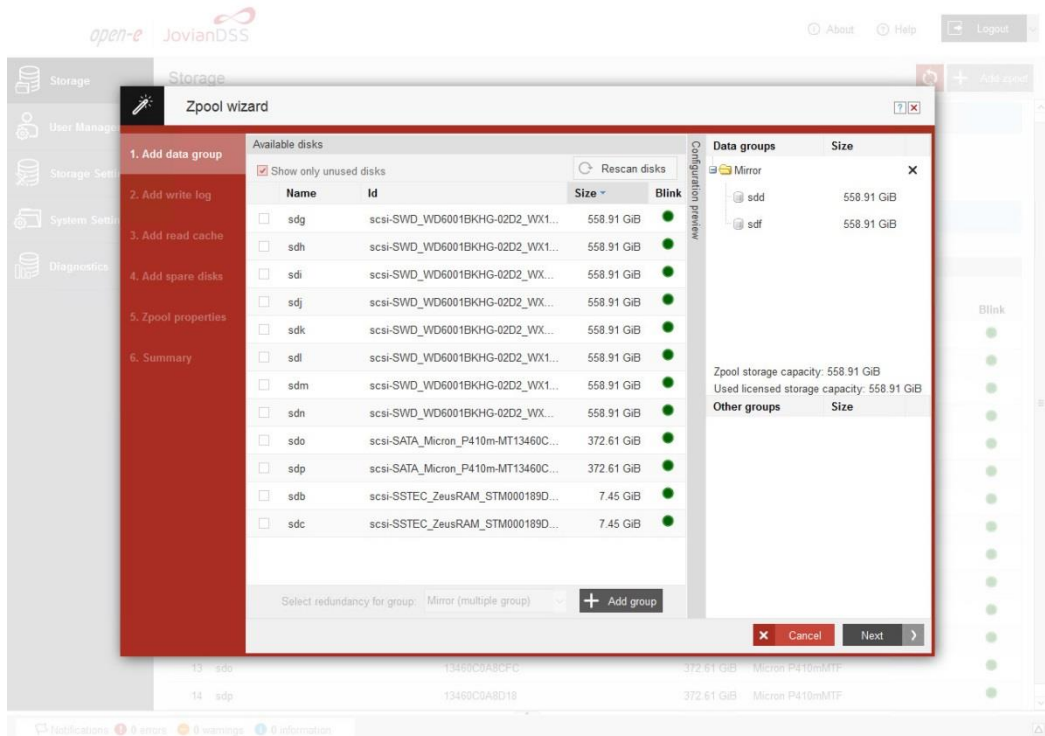 open-e JovianDSS
About Help Logout
Storage
Storage
Add zpool
User Manage
Storage Setti
System Settin
Diagnostics
Zpool wizard
1. Add data group
2. Add write log
3. Add read cache
4. Add spare disks
5. Zpool properties
6. Summary
Available disks
Show only unused disks
Rescan disks
Name Id Size Blink
sdg scsi-SWD_WD6001BKHG-02D2_WX1... 558.91 GiB
sdh scsi-SWD_WD6001BKHG-02D2_WX1... 558.91 GiB
sdi scsi-SWD_WD6001BKHG-02D2_WX... 558.91 GiB
sdj scsi-SWD_WD6001BKHG-02D2_WX... 558.91 GiB
sdk scsi-SWD_WD6001BKHG-02D2_WX... 558.91 GiB
sdl scsi-SWD_WD6001BKHG-02D2_WX1... 558.91 GiB
sdm scsi-SWD_WD6001BKHG-02D2_WX1... 558.91 GiB
sdn scsi-SWD_WD6001BKHG-02D2_WX... 558.91 GiB
sdo scsi-SATA_Micron_P410m-MT13460C... 372.61 GiB
sdp scsi-SATA_Micron_P410m-MT13460C... 372.61 GiB
sdb scsi-SSTEC_ZeusRAM_STM000189D... 7.45 GiB
sdc scsi-SSTEC_ZeusRAM_STM000189D... 7.45 GiB
Select redundancy for group: Mirror (multiple group)
Add group
Configuration preview
Data groups Size
Mirror
sdd 558.91 GiB
sdf 558.91 GiB
Zpool storage capacity: 558.91 GiB
Used licensed storage capacity: 558.91 GiB
Other groups Size
Cancel
Next
Blink
13 sdo 13460C0A8CFC 372.61 GiB Micron P410mMTF
14 sdp 13460C0A8D18 372.61 GiB Micron P410mMTF
Notifications 0 errors 0 warnings 0 information